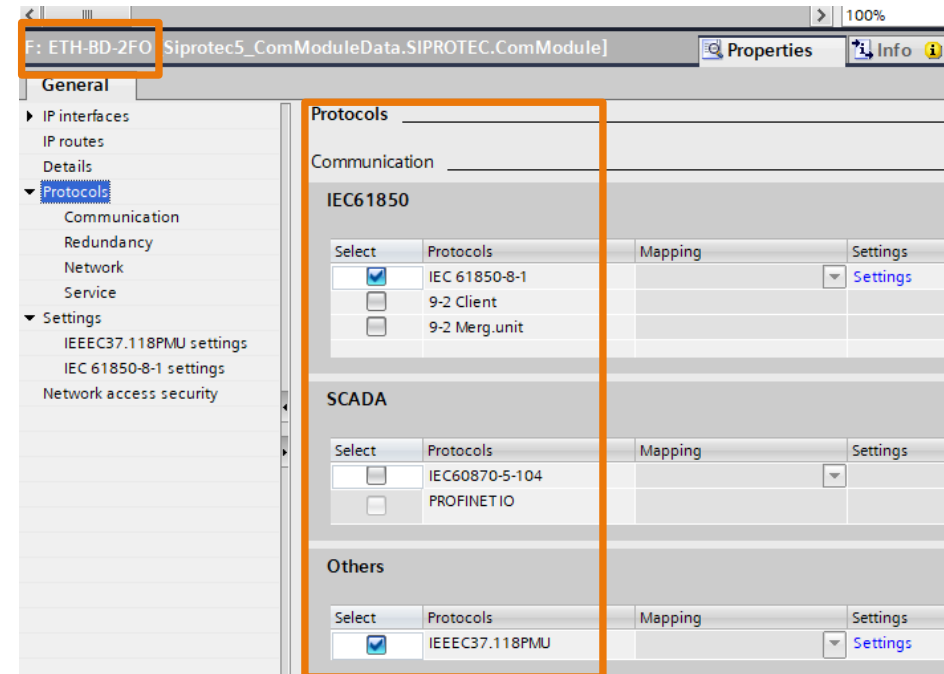 100%
F: ETH-BD-2FO [Siprotec5_ComModuleData.SIPROTEC.ComModule]
Properties
Info
General
IP interfaces
IP routes
Details
Protocols
Communication
Redundancy
Network
Service
Settings
IEEEC37.118PMU settings
IEC 61850-8-1 settings
Network access security
Protocols
Communication
IEC61850
Select Protocols Mapping Settings
IEC 61850-8-1 Settings
9-2 Client
9-2 Merg.unit
SCADA
Select Protocols Mapping Settings
IEC60870-5-104
PROFINET IO
Others
Select Protocols Mapping Settings
IEEEC37.118PMU Settings